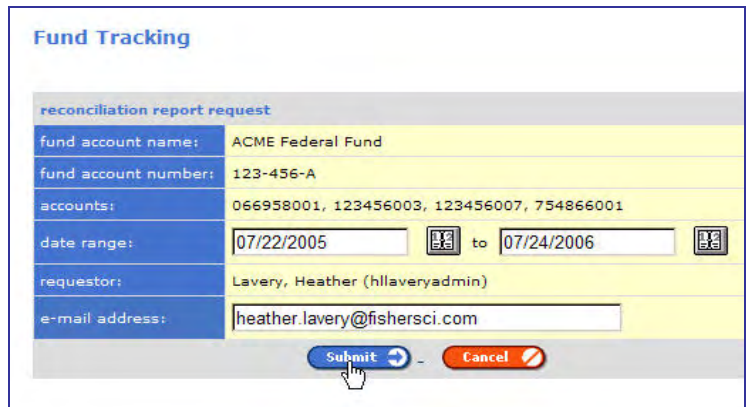 Fund Tracking
reconciliation report request
fund account name: ACME Federal Fund
fund account number: 123-456-A
accounts: 066958001, 123456003, 123456007, 754866001
date range: 07/22/2005 to 07/24/2006
requestor: Lavery, Heather (hllaveryadmin)
e-mail address: heather.lavery@fishersci.com
Submit Cancel